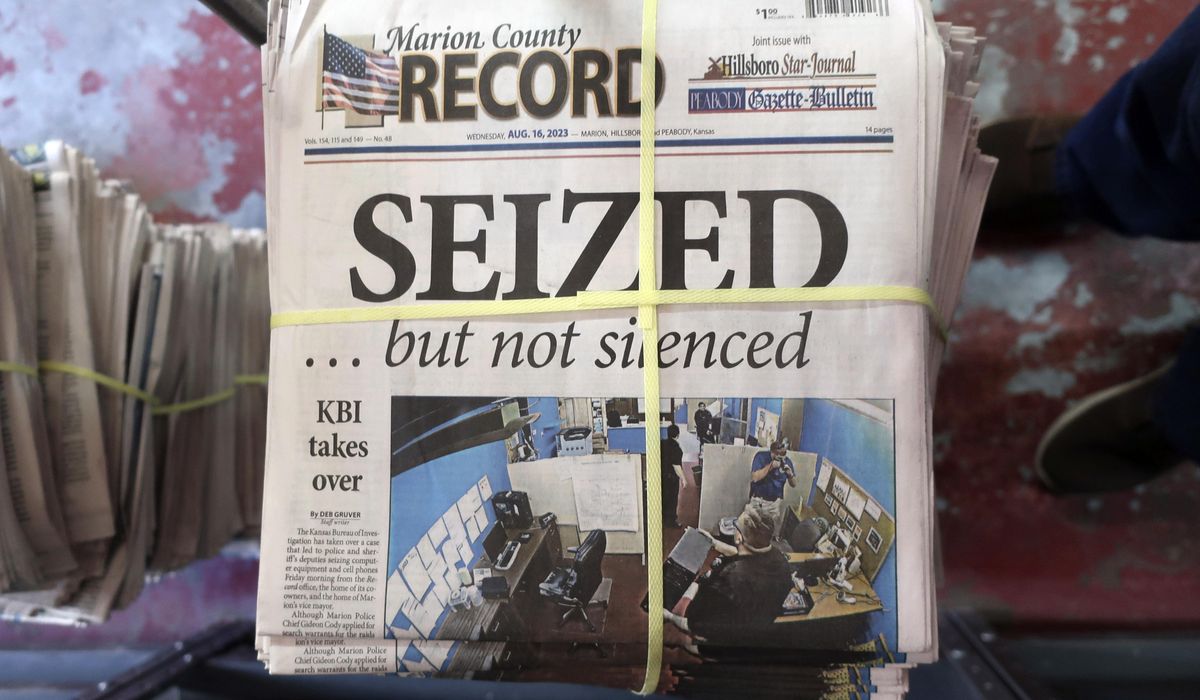 $1.00
Marion County
RECORD
Joint issue with
Hillsboro Star-Journal
PEABODY Gazette-Bulletin
Vols. 154, 115 and 149 — No. 48
WEDNESDAY, AUG. 16, 2023 — MARION, HILLSBORO and PEABODY, Kansas
14 pages
SEIZED
... but not silenced
KBI
takes
over
By DEB GRUVER
Staff writer
The Kansas Bureau of Inves-
tigation has taken over a case
that led to police and sher-
iff's deputies seizing comput-
er equipment and cell phones
Friday morning from the Re-
cord office, the home of its co-
owners, and the home of Mar-
ion's vice mayor.
Although Marion Police
Chief Gideon Cody applied for
search warrants for the raids
ion's vice mayor.
Although Marion Police
Chief Gideon Cody applied for
search warrants for the raids